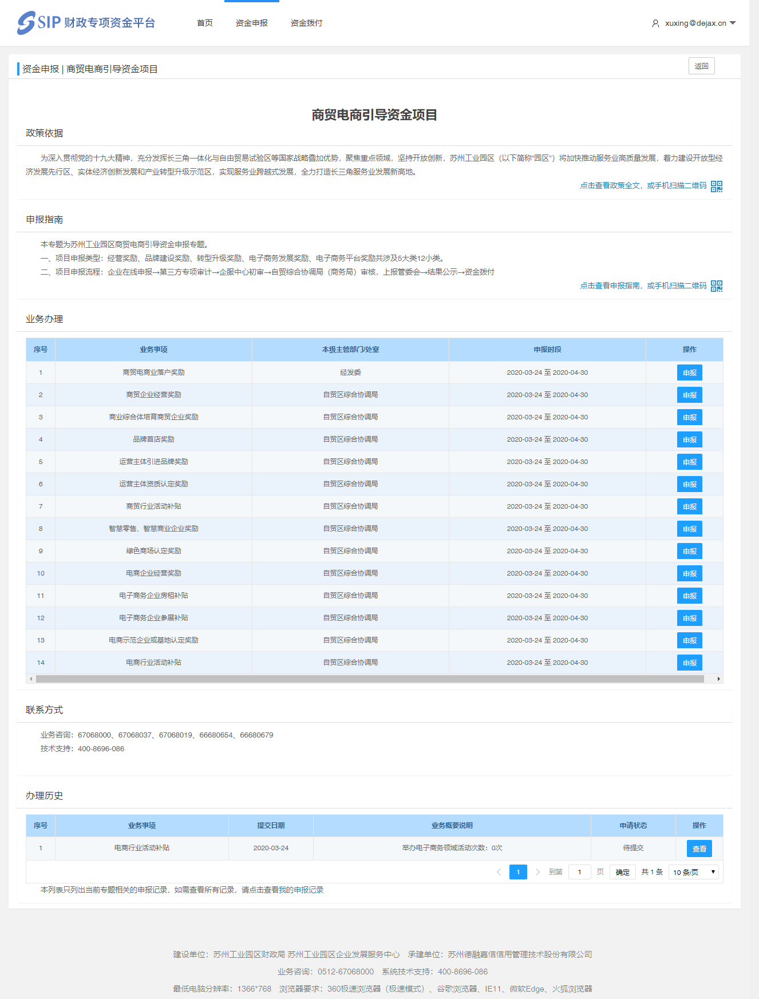 SIP 财政专项资金平台
首页 资金申报 资金拨付
xuxing@dejax.cn
资金申报 | 商贸电商引导资金项目
返回
商贸电商引导资金项目
政策依据
为深入贯彻党的十九大精神，充分发挥长三角一体化与自由贸易试验区等国家战略叠加优势，聚焦重点领域，坚持开放创新，苏州工业园区（以下简称“园区”）将加快推动服务业高质量发展，着力建设开放型经
济发展先行区、实体经济创新发展和产业转型升级示范区，实现服务业跨越式发展，全力打造长三角服务业发展新高地。
点击查看政策全文，或手机扫描二维码
申报指南
本专题为苏州工业园区商贸电商引导资金申报专题。
一、项目申报类型：经营奖励、品牌建设奖励、转型升级奖励、电子商务发展奖励、电子商务平台奖励共涉及5大类12小类。
二、项目申报流程：企业在线申报→第三方专项审计→企服中心初审→自贸综合协调局（商务局）审核，上报管委会→结果公示→资金拨付
点击查看申报指南，或手机扫描二维码
业务办理
序号 业务事项 本级主管部门/处室 申报时段 操作
1 商贸电商业落户奖励 经发委 2020-03-24 至 2020-04-30 申报
2 商贸企业经营奖励 自贸区综合协调局 2020-03-24 至 2020-04-30 申报
3 商业综合体培育商贸企业奖励 自贸区综合协调局 2020-03-24 至 2020-04-30 申报
4 品牌首店奖励 自贸区综合协调局 2020-03-24 至 2020-04-30 申报
5 运营主体引进品牌奖励 自贸区综合协调局 2020-03-24 至 2020-04-30 申报
6 运营主体资质认定奖励 自贸区综合协调局 2020-03-24 至 2020-04-30 申报
7 商贸行业活动补贴 自贸区综合协调局 2020-03-24 至 2020-04-30 申报
8 智慧零售、智慧商业企业奖励 自贸区综合协调局 2020-03-24 至 2020-04-30 申报
9 绿色商场认定奖励 自贸区综合协调局 2020-03-24 至 2020-04-30 申报
10 电商企业经营奖励 自贸区综合协调局 2020-03-24 至 2020-04-30 申报
11 电子商务企业房租补贴 自贸区综合协调局 2020-03-24 至 2020-04-30 申报
12 电子商务企业参展补贴 自贸区综合协调局 2020-03-24 至 2020-04-30 申报
13 电商示范企业或基地认定奖励 自贸区综合协调局 2020-03-24 至 2020-04-30 申报
14 电商行业活动补贴 自贸区综合协调局 2020-03-24 至 2020-04-30 申报
联系方式
业务咨询：67068000、67068037、67068019、66680654、66680679
技术支持：400-8696-086
办理历史
序号 业务事项 提交日期 业务概要说明 申请状态 操作
1 电商行业活动补贴 2020-03-24 举办电子商务领域活动次数：0次 待提交 查看
1 到第 1 页 确定 共 1 条 10 条/页
本列表只列出当前专题相关的申报记录，如需查看所有记录，请点击查看我的申报记录
建设单位：苏州工业园区财政局 苏州工业园区企业发展服务中心 承建单位：苏州德融嘉信信用管理技术股份有限公司
业务咨询：0512-67068000 系统技术支持：400-8696-086
最低电脑分辨率：1366*768 浏览器要求：360极速浏览器（极速模式）、谷歌浏览器、IE11、微软Edge、火狐浏览器